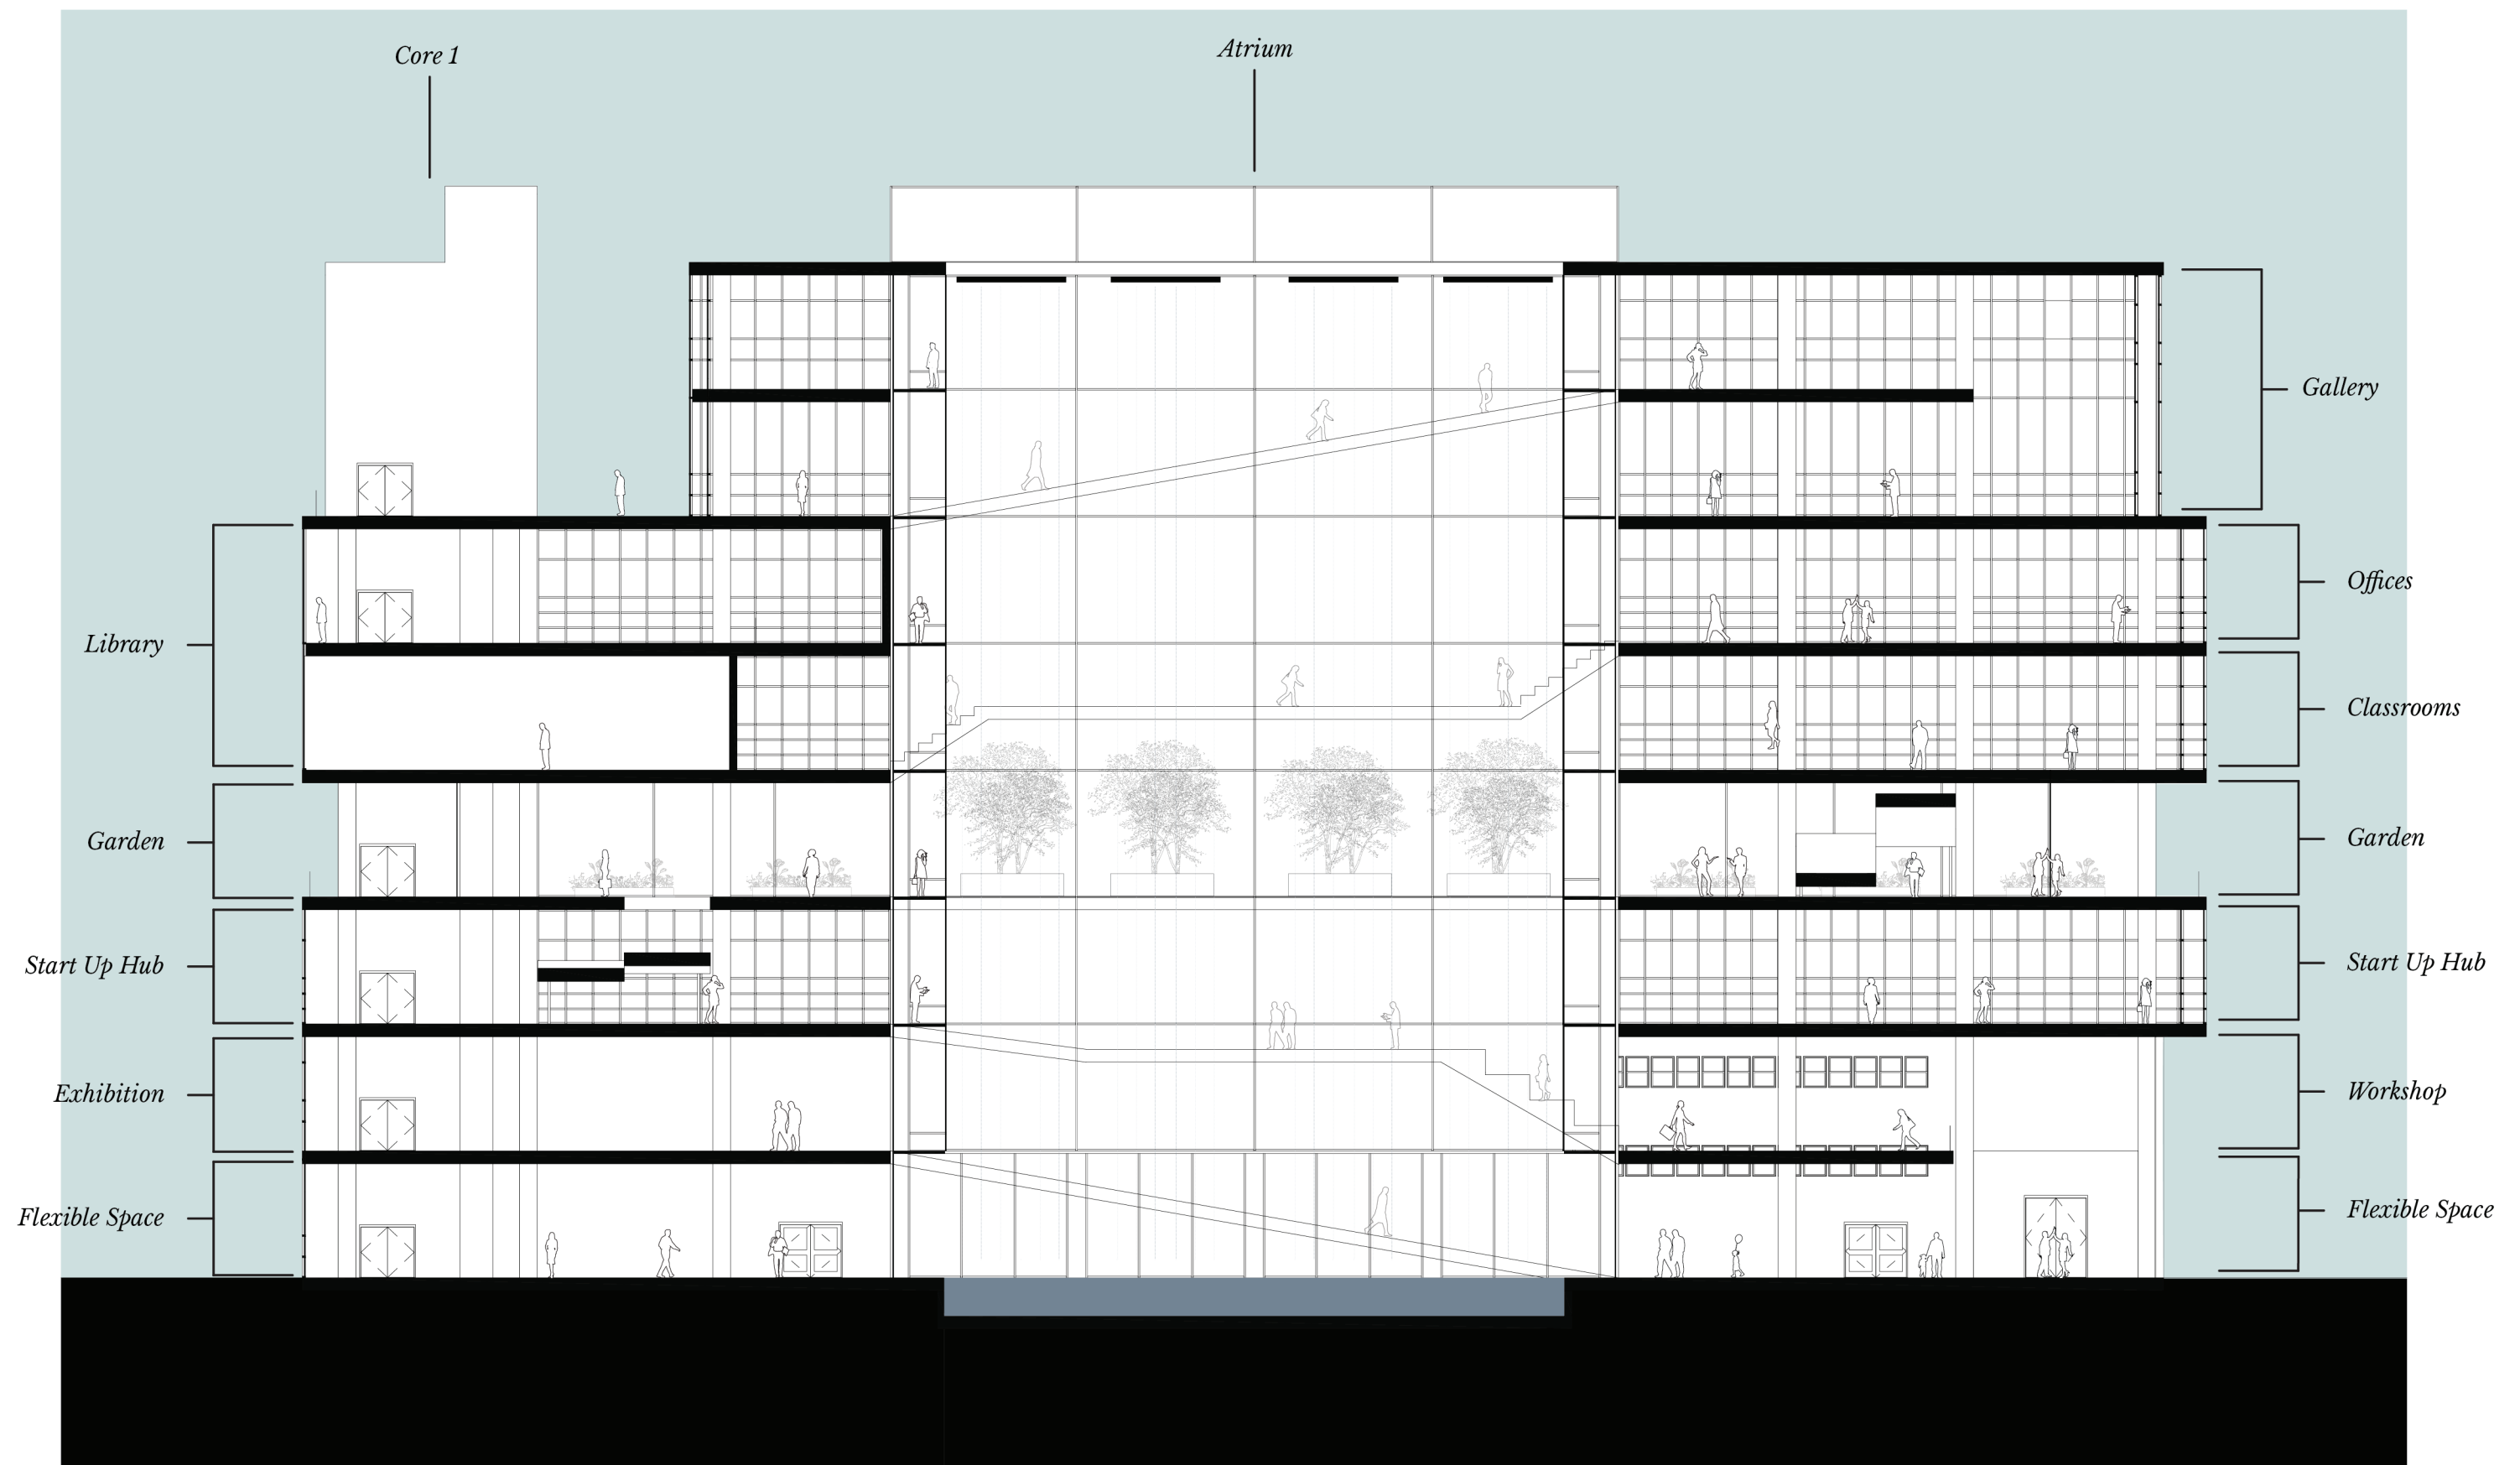 Core 1
Atrium
Gallery
Offices
Library
Classrooms
Garden
Garden
Start Up Hub
Start Up Hub
Exhibition
Workshop
Flexible Space
Flexible Space